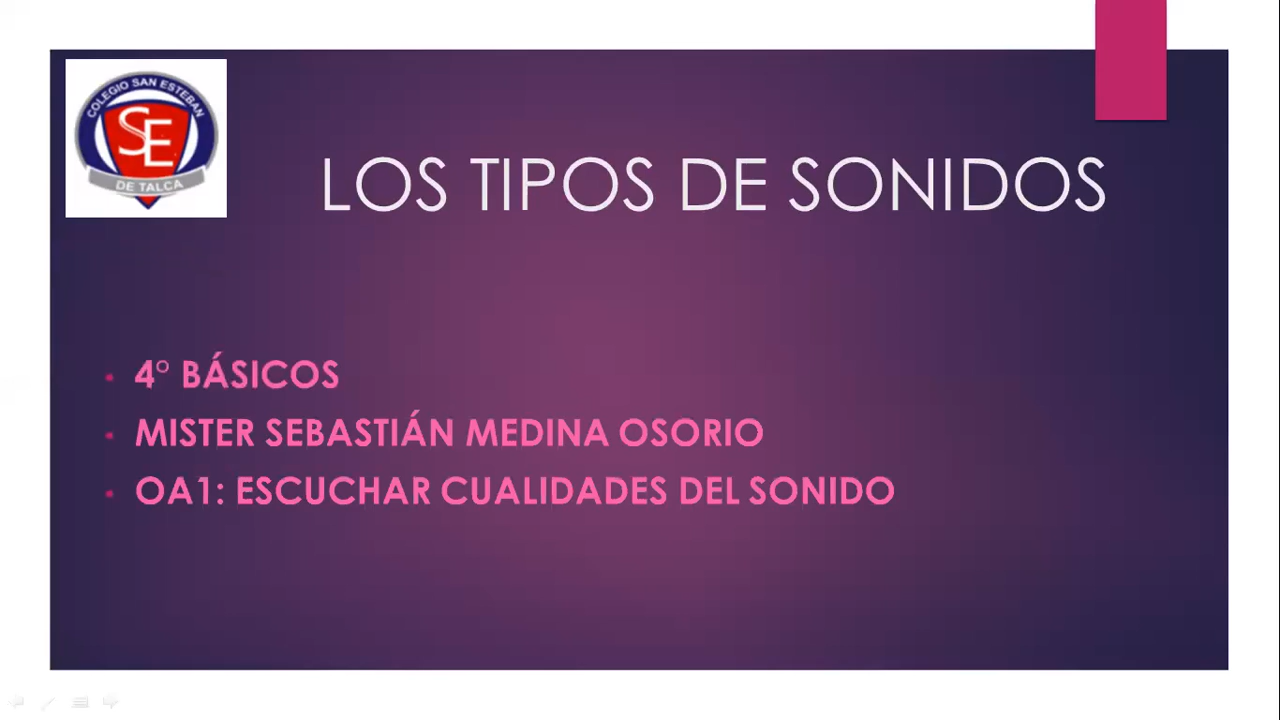 COLEGIO SAN ESTEBAN
SE
DE TALCA
LOS TIPOS DE SONIDOS
• 4° BÁSICOS
• MISTER SEBASTIÁN MEDINA OSORIO
• OA1: ESCUCHAR CUALIDADES DEL SONIDO